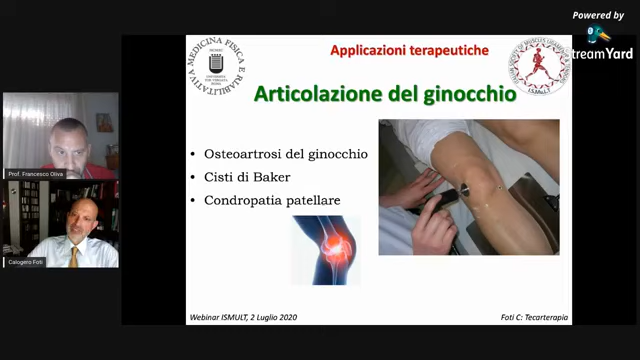 Powered by
StreamYard
MEDICINA FISICA E RIABILITATIVA
Applicazioni terapeutiche
I.S.Mu.L.T.
Articolazione del ginocchio
• Osteoartrosi del ginocchio
• Cisti di Baker
• Condropatia patellare
Prof. Francesco Oliva
Calogero Foti
Webinar ISMULT, 2 Luglio 2020
Foti C: Tecarterapia